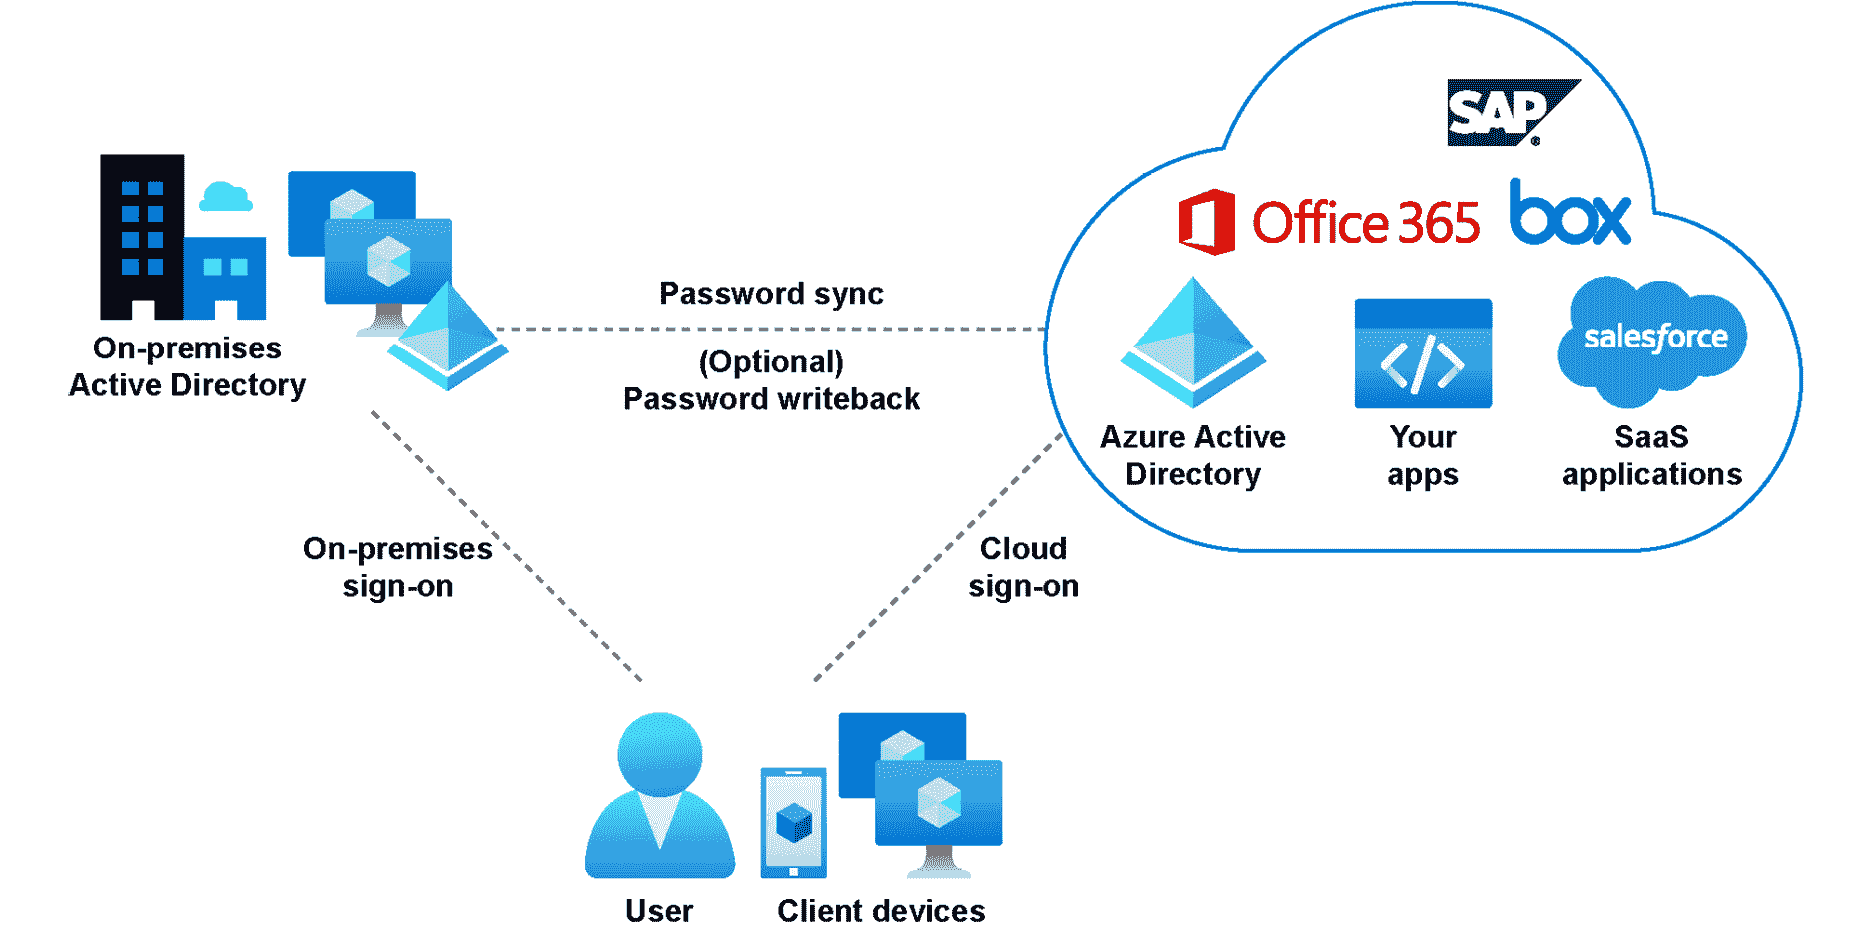 SAP
Office 365
box
salesforce
Password sync
(Optional)
Password writeback
On-premises
Active Directory
Azure Active
Directory
Your
apps
SaaS
applications
On-premises
sign-on
Cloud
sign-on
User
Client devices